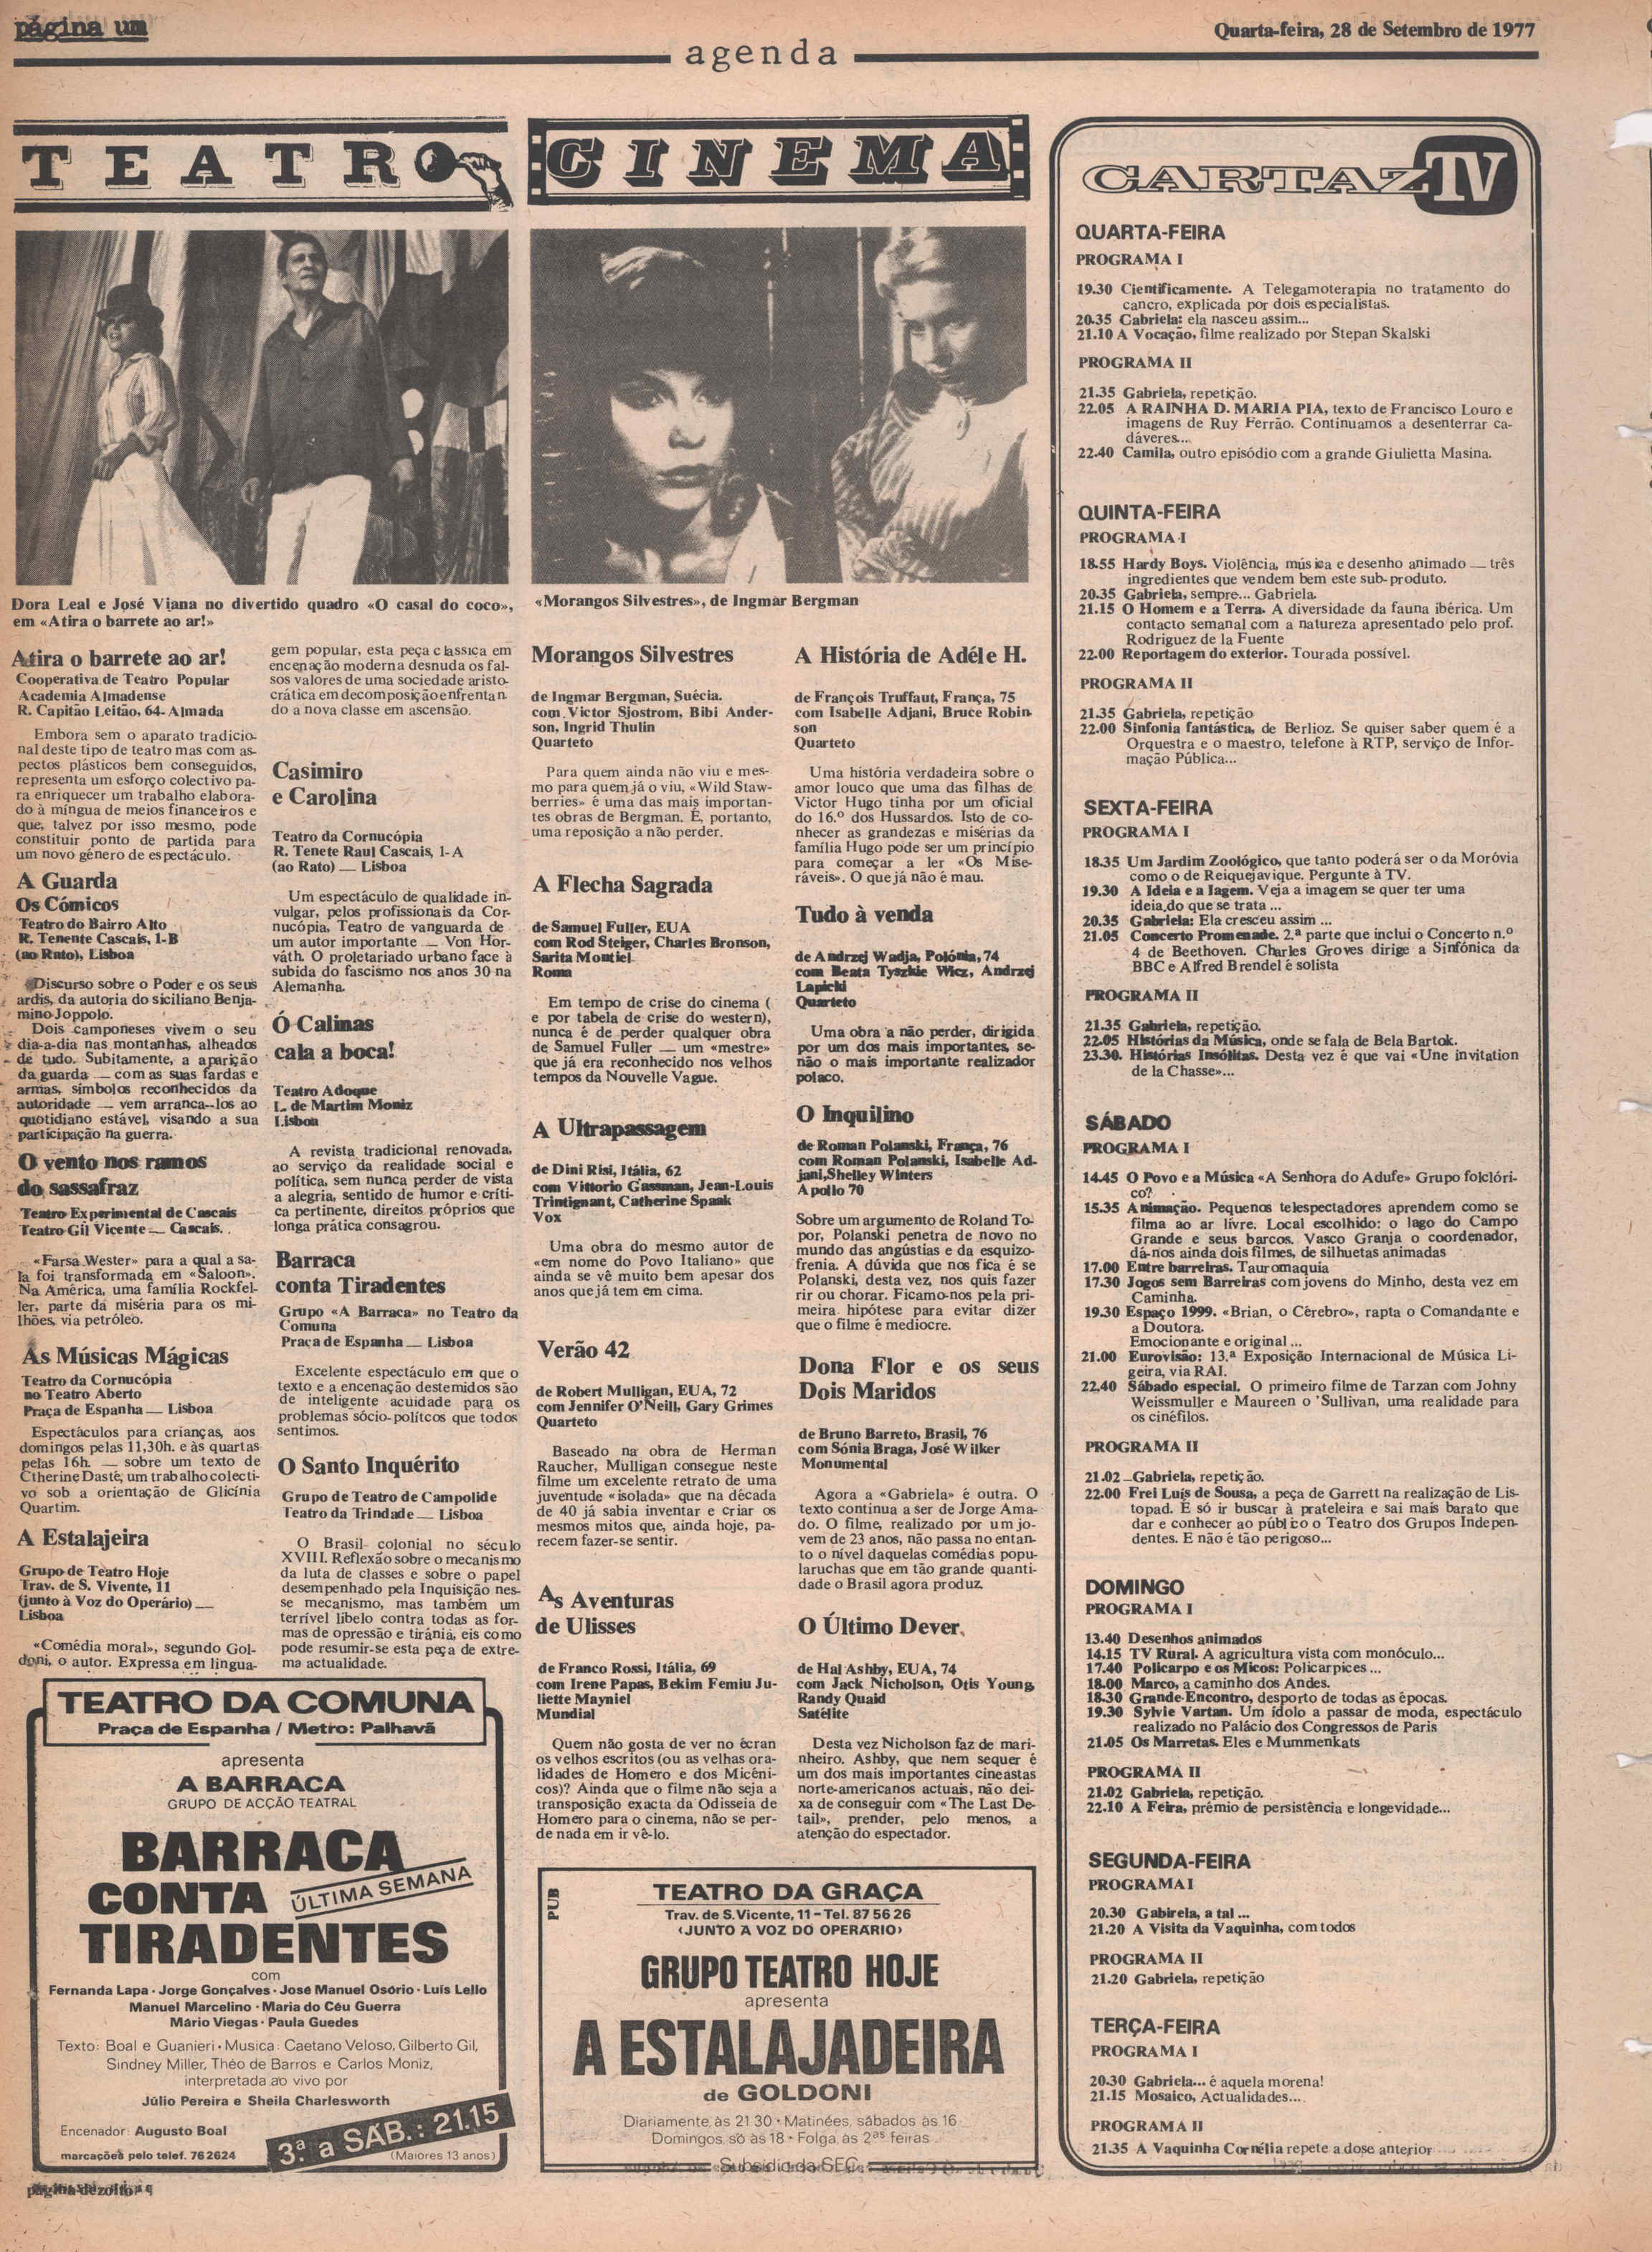 página um
Quarta-feira, 28 de Setembro de 1977
agenda
TEATRO
Dora Leal e José Viana no divertido quadro «O casal do coco»,
em «Atira o barrete ao ar!»
Atira o barrete ao ar!
Cooperativa de Teatro Popular
Academia Almadense
R. Capitão Leitão, 64- Almada
Embora sem o aparato tradicio-
nal deste tipo de teatro mas com as-
pectos plásticos bem conseguidos,
representa um esforço colectivo pa-
ra enriquecer um trabalho elabora-
do à míngua de meios financeiros e
que, talvez por isso mesmo, pode
constituir ponto de partida para
um novo género de espectáculo.
A Guarda
Os Cómicos
Teatro do Bairro Alto
R. Tenente Cascais, 1-B
(ao Rato), Lisboa
«Discurso sobre o Poder e os seus
ardis, da autoria do siciliano Benja-
mino Joppolo.
Dois camponeses vivem o seu
dia-a-dia nas montanhas, alheados
de tudo. Subitamente, a aparição
da guarda — com as suas fardas e
armas, símbolos reconhecidos da
autoridade — vem arranca--los ao
quotidiano estável, visando a sua
participação na guerra.
O vento nos ramos
do sassafraz
Teatro Experimental de Cascais
Teatro Gil Vicente — Cascais.
«Farsa Wester» para a qual a sa-
la foi transformada em «Saloon».
Na América, uma família Rockfel-
ler, parte da miséria para os mi-
lhões, via petróleo.
As Músicas Mágicas
Teatro da Cornucópia
no Teatro Aberto
Praça de Espanha — Lisboa
Espectáculos para crianças, aos
domingos pelas 11,30h. e às quartas
pelas 16h. — sobre um texto de
Ctherine Dastè, um trabalho colecti-
vo sob a orientação de Glicínia
Quartim.
A Estalajeira
Grupo de Teatro Hoje
Trav. de S. Vivente, 11
(junto à Voz do Operário) —
Lisboa
«Comédia moral», segundo Gol-
doni, o autor. Expressa em lingua-
gem popular, esta peça clássica em
encenação moderna desnuda os fal-
sos valores de uma sociedade aristo-
crática em decomposição enfrentan
do a nova classe em ascensão.
Casimiro
e Carolina
Teatro da Cornucópia
R. Tenete Raul Cascais, 1-A
(ao Rato) — Lisboa
Um espectáculo de qualidade in-
vulgar, pelos profissionais da Cor-
nucópia, Teatro de vanguarda de
um autor importante — Von Hor-
váth. O proletariado urbano face à
subida do fascismo nos anos 30 na
Alemanha.
Ó Calinas
cala a boca!
Teatro Adoque
L. de Martim Moniz
Lisboa
A revista tradicional renovada,
ao serviço da realidade social e
política, sem nunca perder de vista
a alegria, sentido de humor e críti-
ca pertinente, direitos próprios que
longa prática consagrou.
Barraca
conta Tiradentes
Grupo «A Barraca» no Teatro da
Comuna
Praça de Espanha — Lisboa
Excelente espectáculo em que o
texto e a encenação destemidos são
de inteligente acuidade para os
problemas sócio-polítcos que todos
sentimos.
O Santo Inquérito
Grupo de Teatro de Campolide
Teatro da Trindade — Lisboa
O Brasil colonial no século
XVIII. Reflexão sobre o mecanismo
da luta de classes e sobre o papel
desempenhado pela Inquisição nes-
se mecanismo, mas também um
terrível libelo contra todas as for-
mas de opressão e tirânia, eis como
pode resumir-se esta peça de extre-
ma actualidade.
TEATRO DA COMUNA
Praça de Espanha / Metro: Palhavã
apresenta
A BARRACA
GRUPO DE ACÇÃO TEATRAL
BARRACA
CONTA
ÚLTIMA SEMANA
TIRADENTES
com
Fernanda Lapa · Jorge Gonçalves · José Manuel Osório · Luís Lello
Manuel Marcelino · Maria do Céu Guerra
Mário Viegas · Paula Guedes
Texto: Boal e Guanieri · Musica: Caetano Veloso, Gilberto Gil,
Sindney Miller, Théo de Barros e Carlos Moniz,
interpretada ao vivo por
Júlio Pereira e Sheila Charlesworth
Encenador: Augusto Boal
3.ª a SÁB.: 21.15
marcações pelo telef. 762624
(Maiores 13 anos)
página dezoito
CINEMA
«Morangos Silvestres», de Ingmar Bergman
Morangos Silvestres
de Ingmar Bergman, Suécia.
com Victor Sjostrom, Bibi Ander-
son, Ingrid Thulin
Quarteto
Para quem ainda não viu e mes-
mo para quem já o viu, «Wild Staw-
berries» é uma das mais importan-
tes obras de Bergman. É, portanto,
uma reposição a não perder.
A Flecha Sagrada
de Samuel Fuller, EUA
com Rod Steiger, Charles Bronson,
Sarita Montiel
Roma
Em tempo de crise do cinema (
e por tabela de crise do western),
nunca é de perder qualquer obra
de Samuel Fuller — um «mestre»
que já era reconhecido nos velhos
tempos da Nouvelle Vague.
A Ultrapassagem
de Dini Risi, Itália, 62
com Vittorio Gassman, Jean-Louis
Trintignant, Catherine Spaak
Vox
Uma obra do mesmo autor de
«em nome do Povo Italiano» que
ainda se vê muito bem apesar dos
anos que já tem em cima.
Verão 42
de Robert Mulligan, EUA, 72
com Jennifer O'Neill, Gary Grimes
Quarteto
Baseado na obra de Herman
Raucher, Mulligan consegue neste
filme um excelente retrato de uma
juventude «isolada» que na década
de 40 já sabia inventar e criar os
mesmos mitos que, ainda hoje, pa-
recem fazer-se sentir.
As Aventuras
de Ulisses
de Franco Rossi, Itália, 69
com Irene Papas, Bekim Femiu Ju-
liette Mayniel
Mundial
Quem não gosta de ver no écran
os velhos escritos (ou as velhas ora-
lidades de Homero e dos Micéni-
cos)? Ainda que o filme não seja a
transposição exacta da Odisseia de
Homero para o cinema, não se per-
de nada em ir vê-lo.
A História de Adéle H.
de François Truffaut, França, 75
com Isabelle Adjani, Bruce Robin-
son
Quarteto
Uma história verdadeira sobre o
amor louco que uma das filhas de
Victor Hugo tinha por um oficial
do 16.º dos Hussardos. Isto de co-
nhecer as grandezas e misérias da
família Hugo pode ser um princípio
para começar a ler «Os Mise-
ráveis». O que já não é mau.
Tudo à venda
de Andrzej Wadja, Polónia, 74
com Beata Tyszkie Wicz, Andrzej
Lapicki
Quarteto
Uma obra a não perder, dirigida
por um dos mais importantes, se-
não o mais importante realizador
polaco.
O Inquilino
de Roman Polanski, França, 76
com Roman Polanski, Isabelle Ad-
jani, Shelley Winters
Apollo 70
Sobre um argumento de Roland To-
por, Polanski penetra de novo no
mundo das angústias e da esquizo-
frenia. A dúvida que nos fica é se
Polanski, desta vez, nos quis fazer
rir ou chorar. Ficamo-nos pela pri-
meira hipótese para evitar dizer
que o filme é medíocre.
Dona Flor e os seus
Dois Maridos
de Bruno Barreto, Brasil, 76
com Sónia Braga, José Wilker
Monumental
Agora a «Gabriela» é outra. O
texto continua a ser de Jorge Ama-
do. O filme, realizado por um jo-
vem de 23 anos, não passa no entan-
to o nível daquelas comédias popu-
laruchas que em tão grande quanti-
dade o Brasil agora produz.
O Último Dever
de Hal Ashby, EUA, 74
com Jack Nicholson, Otis Young,
Randy Quaid
Satélite
Desta vez Nicholson faz de mari-
nheiro. Ashby, que nem sequer é
um dos mais importantes cineastas
norte-americanos actuais, não dei-
xa de conseguir com «The Last De-
tail», prender, pelo menos, a
atenção do espectador.
PUB
TEATRO DA GRAÇA
Trav. de S. Vicente, 11 – Tel. 87 56 26
‹JUNTO À VOZ DO OPERÁRIO›
GRUPO TEATRO HOJE
apresenta
A ESTALAJADEIRA
de GOLDONI
Diariamente, às 21.30 · Matinées, sábados às 16
Domingos, só às 18 · Folga, às 2as feiras
Subsídio da SEC
CARTAZ TV
QUARTA-FEIRA
PROGRAMA I
19.30 Cientificamente. A Telegamoterapia no tratamento do
cancro, explicada por dois especialistas.
20.35 Gabriela: ela nasceu assim...
21.10 A Vocação, filme realizado por Stepan Skalski
PROGRAMA II
21.35 Gabriela, repetição.
22.05 A RAINHA D. MARIA PIA, texto de Francisco Louro e
imagens de Ruy Ferrão. Continuamos a desenterrar ca-
dáveres...
22.40 Camila, outro episódio com a grande Giulietta Masina.
QUINTA-FEIRA
PROGRAMA I
18.55 Hardy Boys. Violência, música e desenho animado — três
ingredientes que vendem bem este sub-produto.
20.35 Gabriela, sempre... Gabriela.
21.15 O Homem e a Terra. A diversidade da fauna ibérica. Um
contacto semanal com a natureza apresentado pelo prof.
Rodriguez de la Fuente
22.00 Reportagem do exterior. Tourada possível.
PROGRAMA II
21.35 Gabriela, repetição
22.00 Sinfonia fantástica, de Berlioz. Se quiser saber quem é a
Orquestra e o maestro, telefone à RTP, serviço de Infor-
mação Pública...
SEXTA-FEIRA
PROGRAMA I
18.35 Um Jardim Zoológico, que tanto poderá ser o da Moróvia
como o de Reiquejavique. Pergunte à TV.
19.30 A Ideia e a Iagem. Veja a imagem se quer ter uma
ideia do que se trata ...
20.35 Gabriela: Ela cresceu assim ...
21.05 Concerto Promenade. 2.ª parte que inclui o Concerto n.º
4 de Beethoven. Charles Groves dirige a Sinfónica da
BBC e Alfred Brendel é solista
PROGRAMA II
21.35 Gabriela, repetição.
22.05 Histórias da Música, onde se fala de Bela Bartok.
23.30. Histórias Insólitas. Desta vez é que vai «Une invitation
de la Chasse»...
SÁBADO
PROGRAMA I
14.45 O Povo e a Música «A Senhora do Adufe» Grupo folclóri-
co?
15.35 Animação. Pequenos telespectadores aprendem como se
filma ao ar livre. Local escolhido: o lago do Campo
Grande e seus barcos. Vasco Granja o coordenador,
dá-nos ainda dois filmes, de silhuetas animadas
17.00 Entre barreiras. Tauromaquia
17.30 Jogos sem Barreiras com jovens do Minho, desta vez em
Caminha.
19.30 Espaço 1999. «Brian, o Cérebro», rapta o Comandante e
a Doutora.
Emocionante e original ...
21.00 Eurovisão: 13.ª Exposição Internacional de Música Li-
geira, via RAI.
22.40 Sábado especial. O primeiro filme de Tarzan com Johny
Weissmuller e Maureen o 'Sullivan, uma realidade para
os cinéfilos.
PROGRAMA II
21.02 Gabriela, repetição.
22.00 Frei Luís de Sousa, a peça de Garrett na realização de Lis-
topad. É só ir buscar à prateleira e sai mais barato que
dar e conhecer ao público o Teatro dos Grupos Indepen-
dentes. E não é tão perigoso...
DOMINGO
PROGRAMA I
13.40 Desenhos animados
14.15 TV Rural. A agricultura vista com monóculo...
17.40 Policarpo e os Micos: Policarpices ...
18.00 Marco, a caminho dos Andes.
18.30 Grande Encontro, desporto de todas as épocas.
19.30 Sylvie Vartan. Um ídolo a passar de moda, espectáculo
realizado no Palácio dos Congressos de Paris
21.05 Os Marretas. Eles e Mummenkats
PROGRAMA II
21.02 Gabriela, repetição.
22.10 A Feira, prémio de persistência e longevidade...
SEGUNDA-FEIRA
PROGRAMA I
20.30 Gabirela, a tal ...
21.20 A Visita da Vaquinha, com todos
PROGRAMA II
21.20 Gabriela, repetição
TERÇA-FEIRA
PROGRAMA I
20.30 Gabriela... é aquela morena!
21.15 Mosaico, Actualidades...
PROGRAMA II
21.35 A Vaquinha Cornélia repete a dose anterior